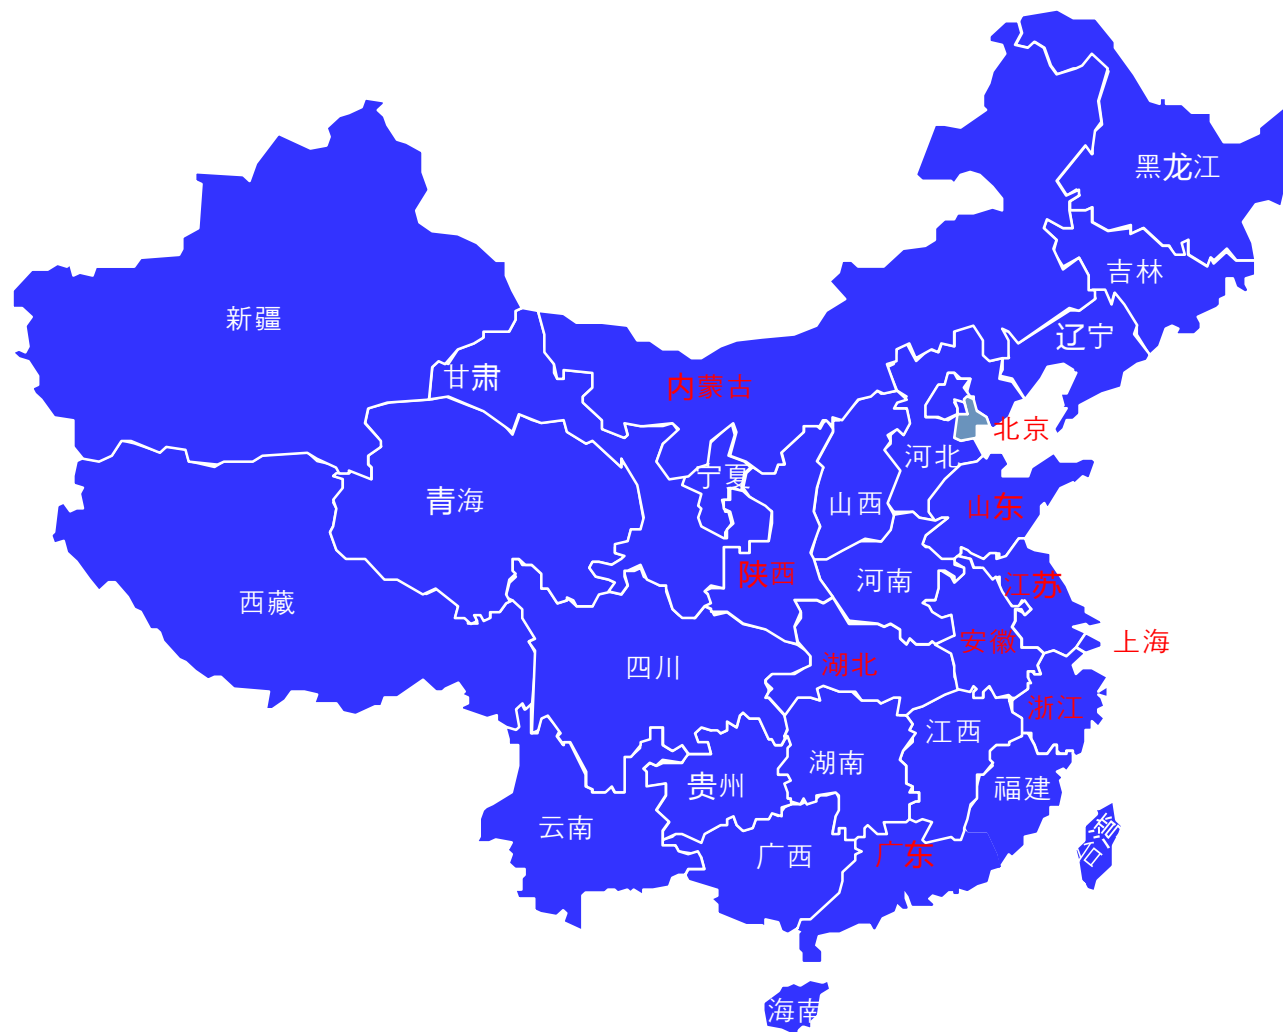 黑龙江
吉林
新疆
辽宁
甘肃
内蒙古
北京
河北
宁夏
青海
山西
山东
陕西
河南
江苏
西藏
安徽
上海
湖北
四川
浙江
江西
湖南
贵州
福建
云南
台湾
广西
广东
海南